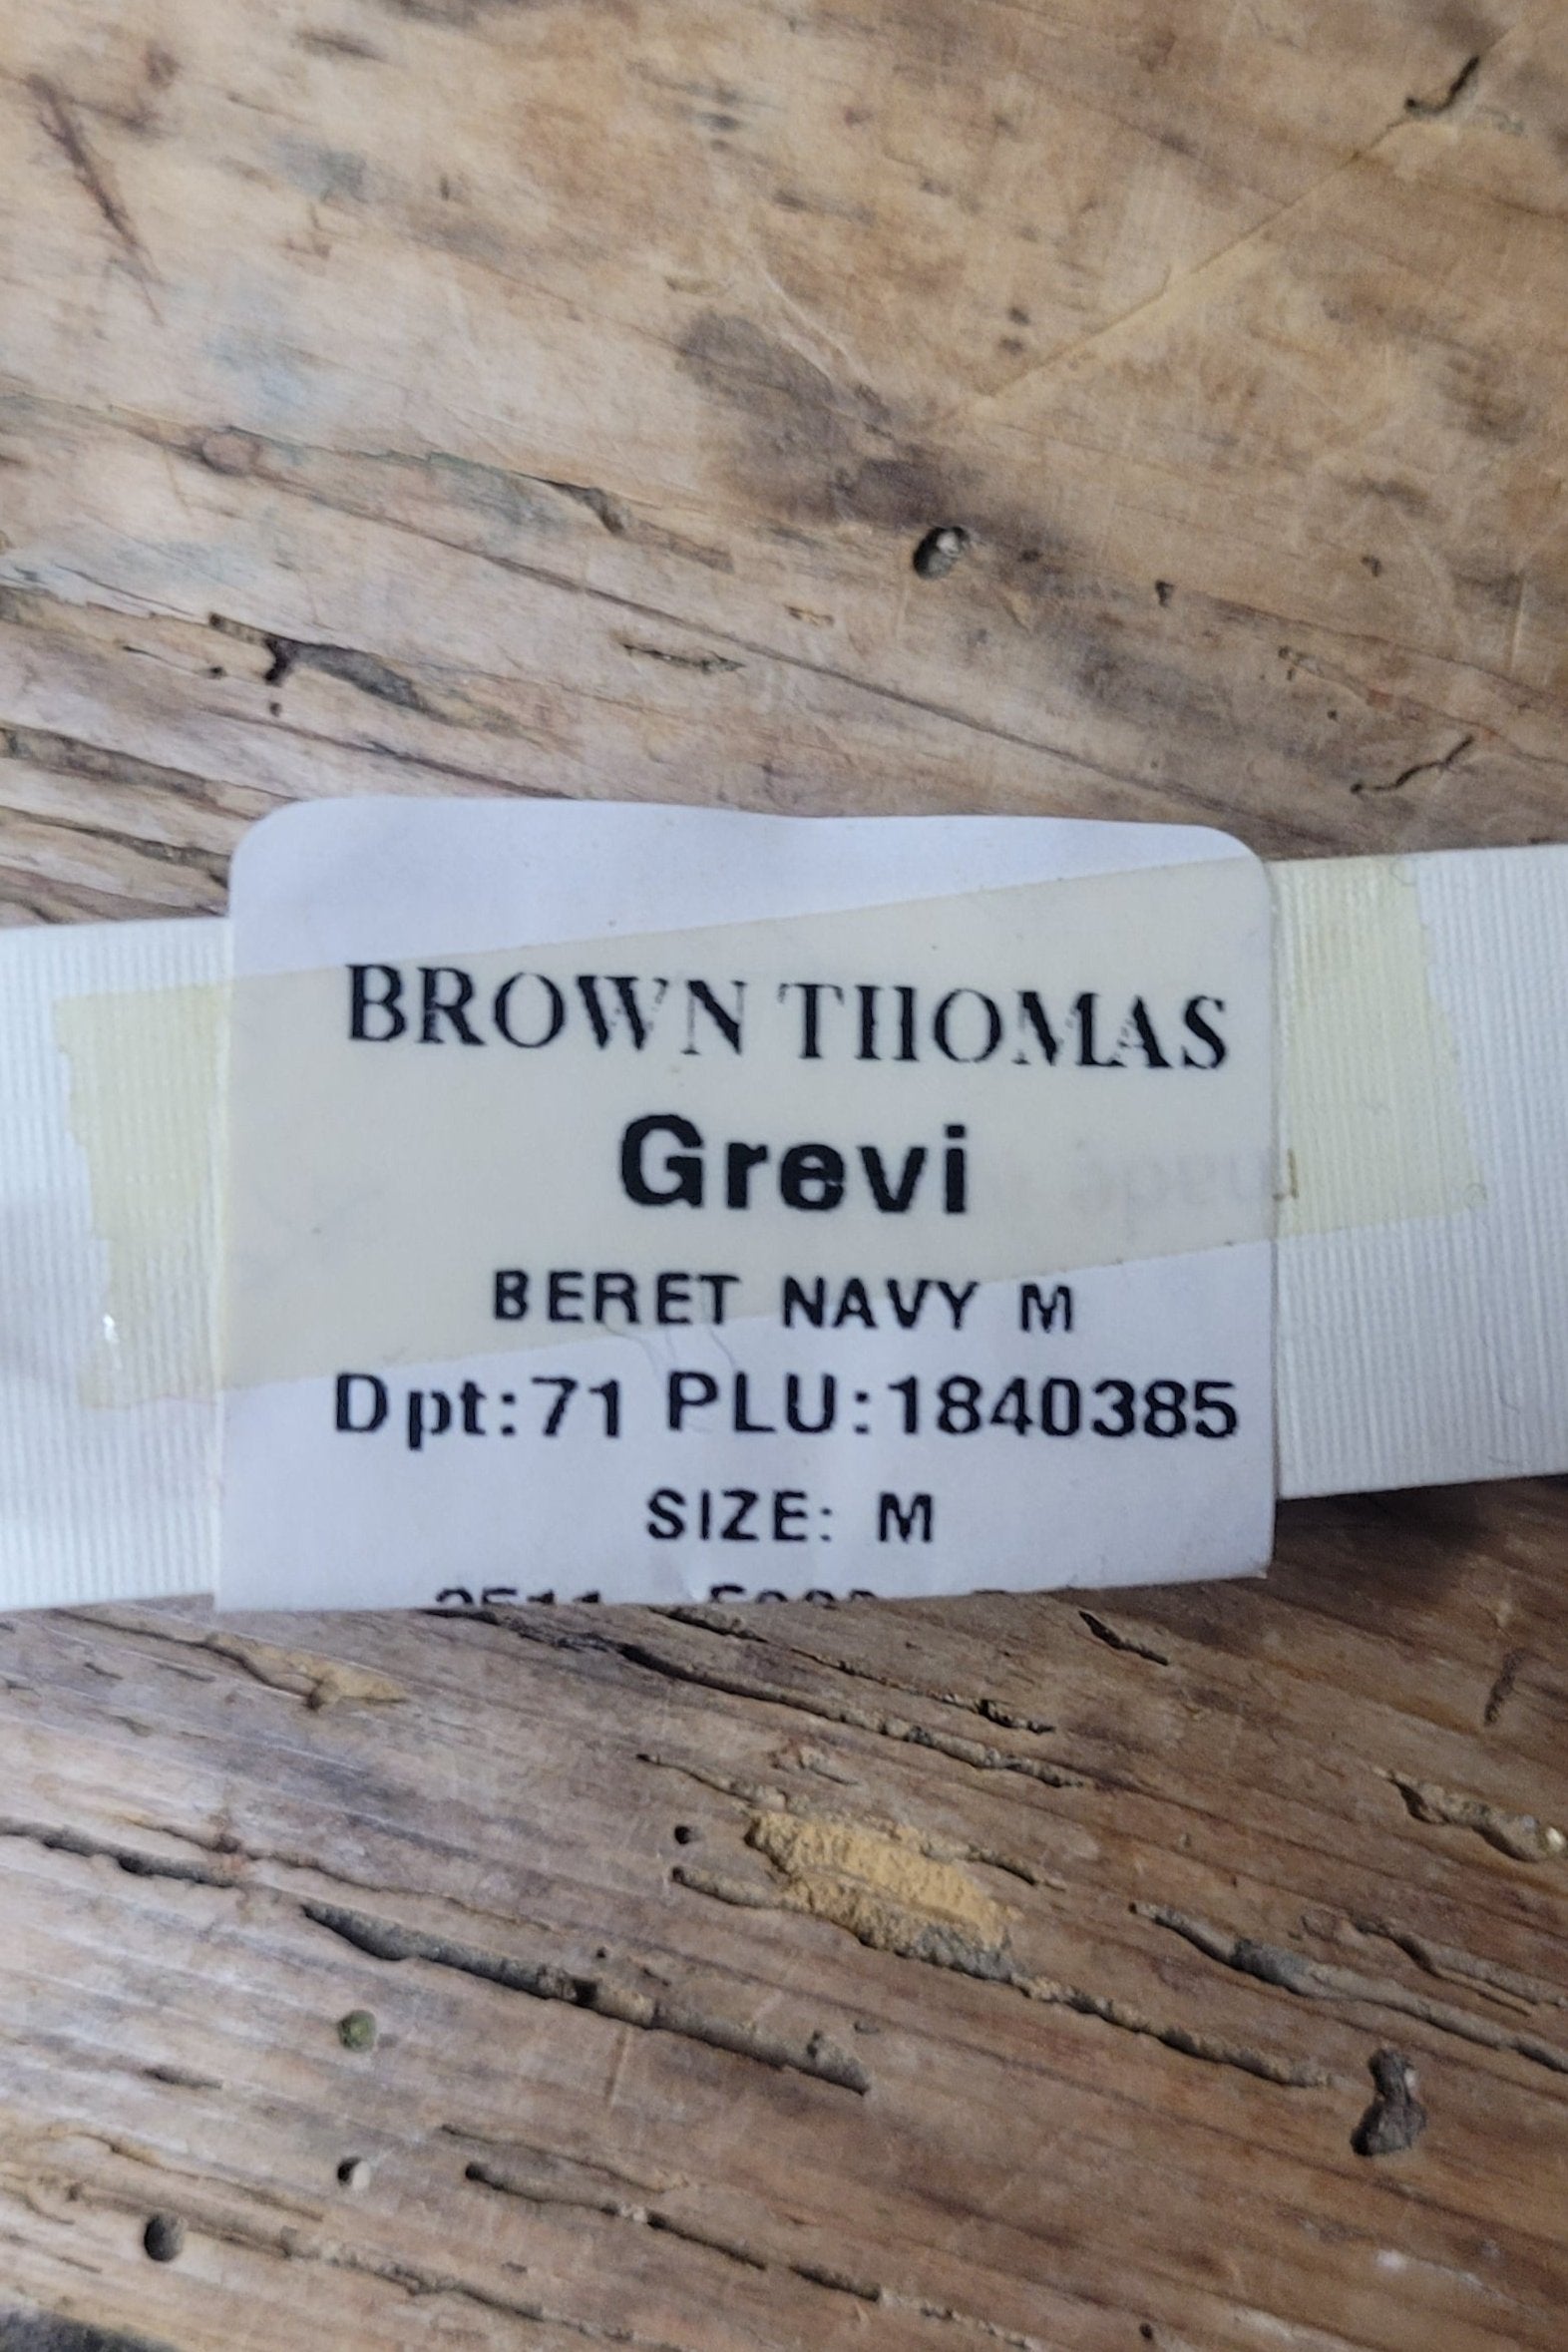 BROWN THOMAS
Grevi
BERET NAVY M
Dpt:71 PLU:1840385
SIZE: M